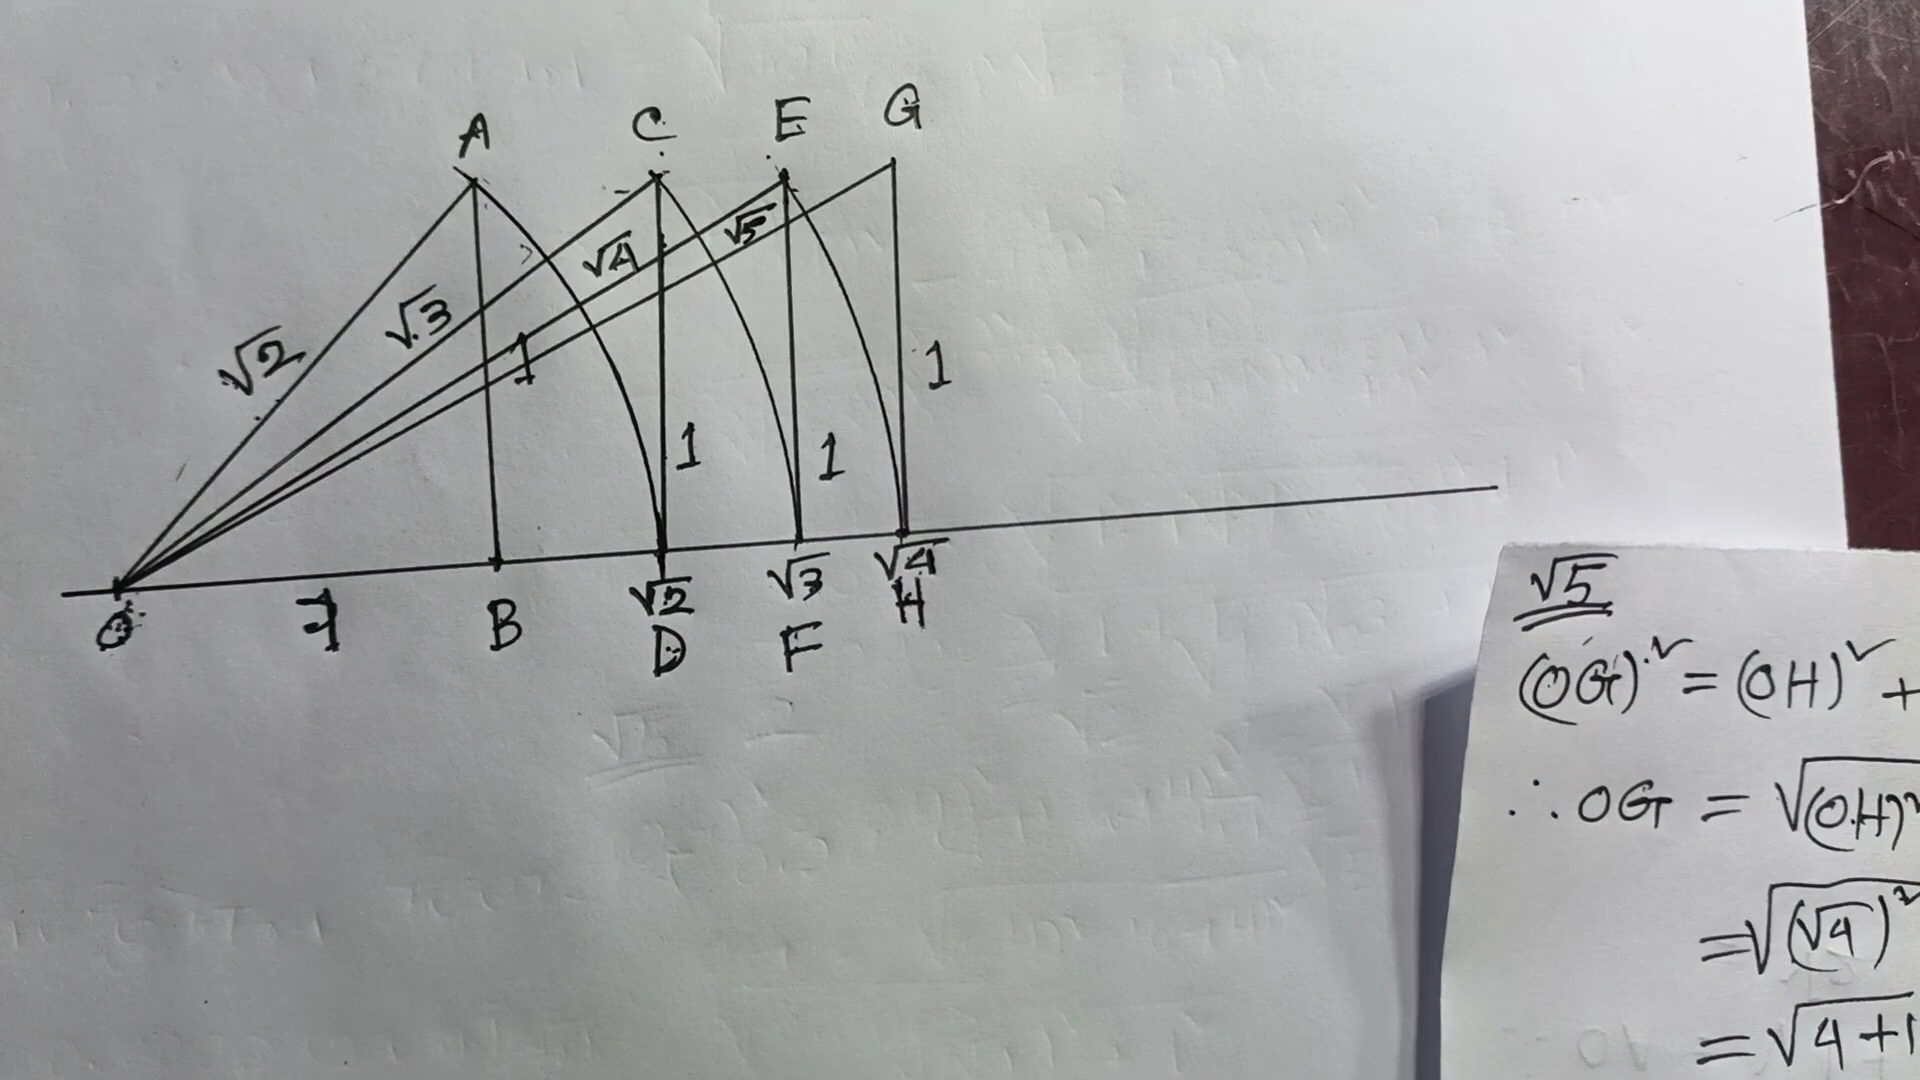 A C E G
√2 √3 √4 √5
1 1 1 1
O 1 B √2 √3 √4
D F H
√5
(OG)² = (OH)² +
∴ OG = √(OH)²
= √(√4)²
= √4+1